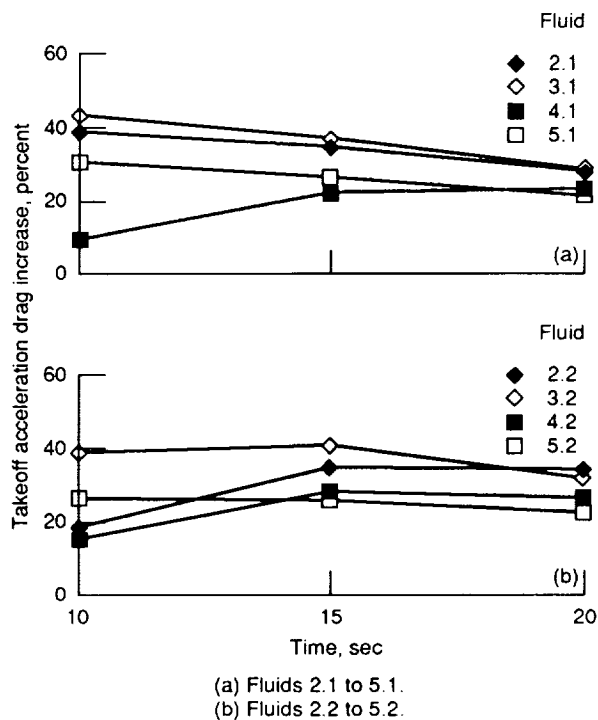 Takeoff acceleration drag increase, percent
Fluid
60
40
20
0
2.1
3.1
4.1
5.1
(a)
Fluid
60
40
20
0
2.2
3.2
4.2
5.2
(b)
10 15 20
Time, sec
(a) Fluids 2.1 to 5.1.
(b) Fluids 2.2 to 5.2.